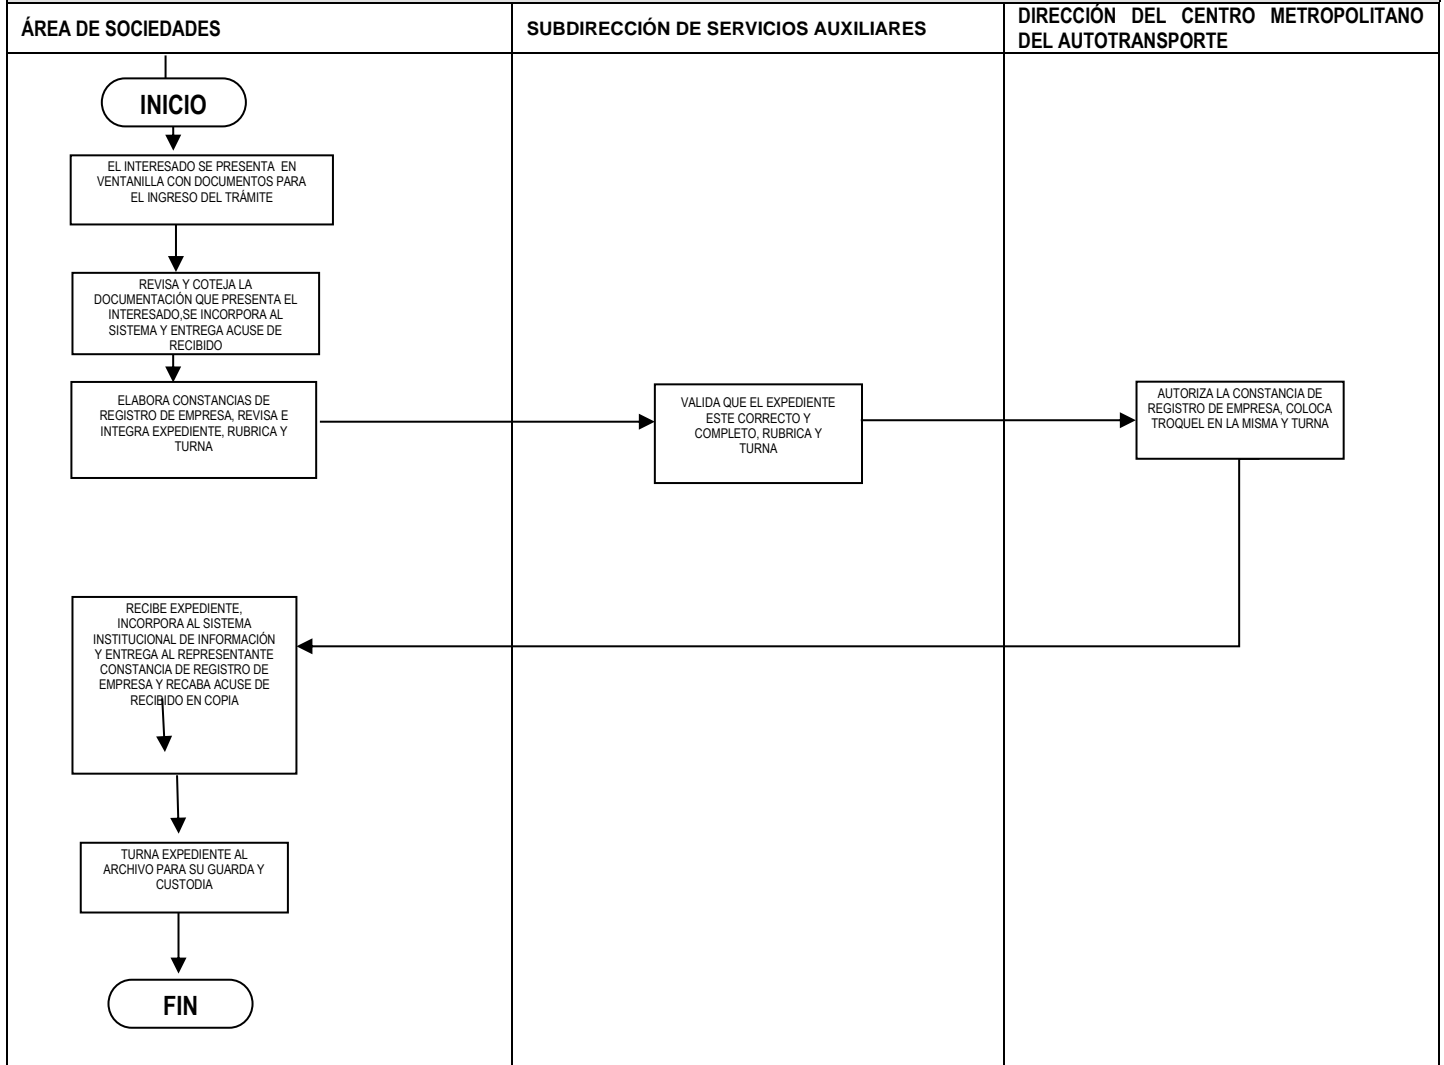 ÁREA DE SOCIEDADES
SUBDIRECCIÓN DE SERVICIOS AUXILIARES
DIRECCIÓN DEL CENTRO METROPOLITANO
DEL AUTOTRANSPORTE
INICIO
EL INTERESADO SE PRESENTA EN
VENTANILLA CON DOCUMENTOS PARA
EL INGRESO DEL TRÁMITE
REVISA Y COTEJA LA
DOCUMENTACIÓN QUE PRESENTA EL
INTERESADO,SE INCORPORA AL
SISTEMA Y ENTREGA ACUSE DE
RECIBIDO
ELABORA CONSTANCIAS DE
REGISTRO DE EMPRESA, REVISA E
INTEGRA EXPEDIENTE, RUBRICA Y
TURNA
VALIDA QUE EL EXPEDIENTE
ESTE CORRECTO Y
COMPLETO, RUBRICA Y
TURNA
AUTORIZA LA CONSTANCIA DE
REGISTRO DE EMPRESA, COLOCA
TROQUEL EN LA MISMA Y TURNA
RECIBE EXPEDIENTE,
INCORPORA AL SISTEMA
INSTITUCIONAL DE INFORMACIÓN
Y ENTREGA AL REPRESENTANTE
CONSTANCIA DE REGISTRO DE
EMPRESA Y RECABA ACUSE DE
RECIBIDO EN COPIA
TURNA EXPEDIENTE AL
ARCHIVO PARA SU GUARDA Y
CUSTODIA
FIN